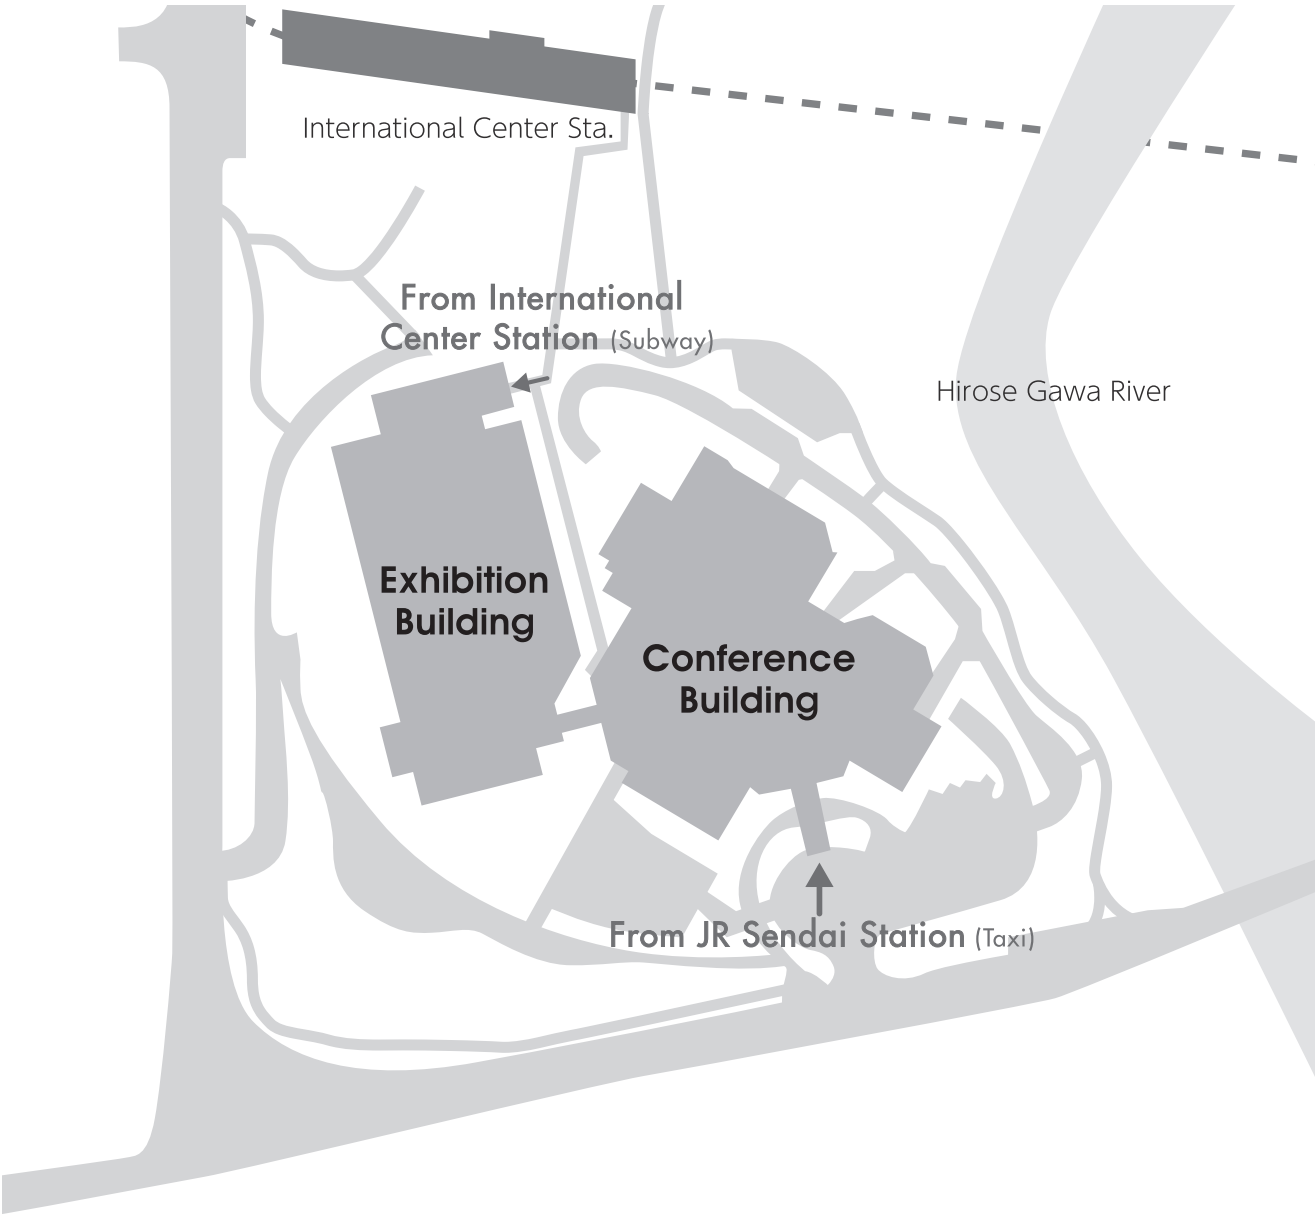 International Center Sta.
From International
Center Station (Subway)
Hirose Gawa River
Exhibition
Building
Conference
Building
From JR Sendai Station (Taxi)